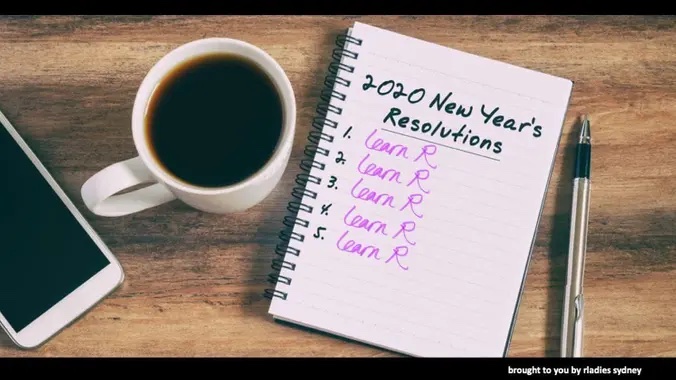 2020 New Year's
Resolutions
1. learn R
2. learn R
3. learn R
4. learn R
5. learn R
brought to you by rladies sydney